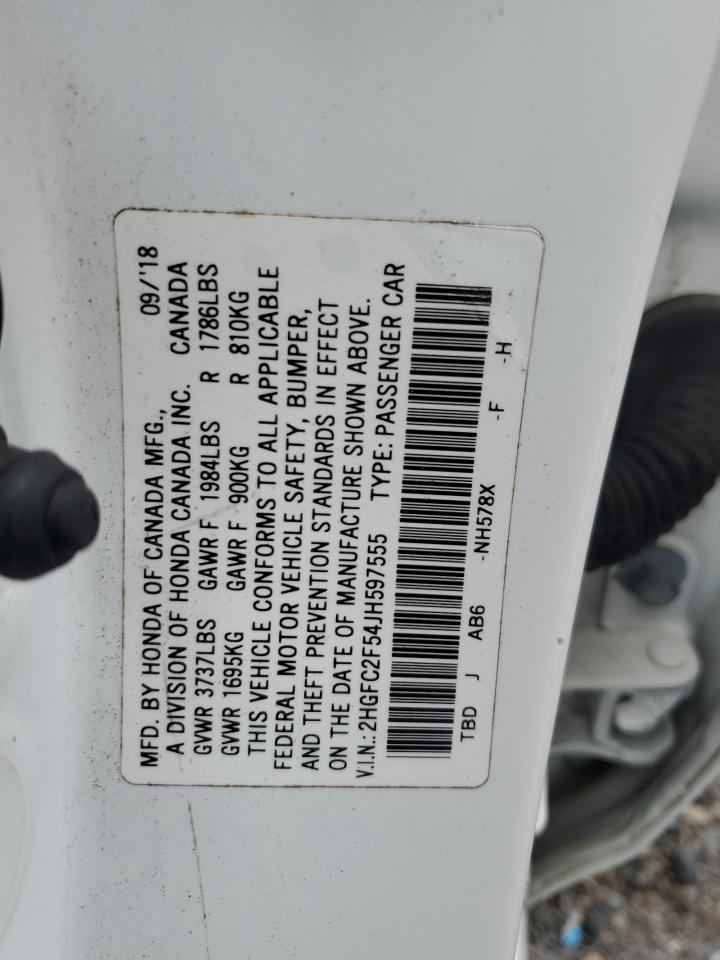 MFD. BY HONDA OF CANADA MFG., 09/'18
A DIVISION OF HONDA CANADA INC. CANADA
GVWR 3737LBS GAWR F 1984LBS R 1786LBS
GVWR 1695KG GAWR F 900KG R 810KG
THIS VEHICLE CONFORMS TO ALL APPLICABLE
FEDERAL MOTOR VEHICLE SAFETY, BUMPER,
AND THEFT PREVENTION STANDARDS IN EFFECT
ON THE DATE OF MANUFACTURE SHOWN ABOVE.
V.I.N.: 2HGFC2F54JH597555 TYPE: PASSENGER CAR
TBD J AB6 -NH578X -F -H